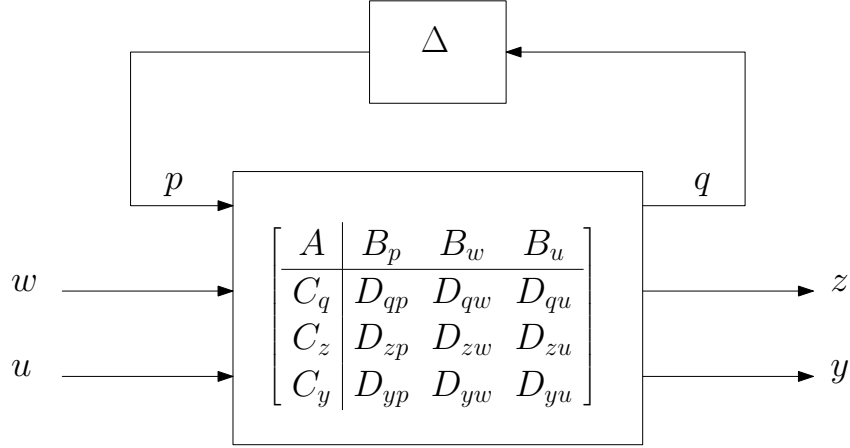 Δ
p q
w z
u y
A B_p B_w B_u
C_q D_qp D_qw D_qu
C_z D_zp D_zw D_zu
C_y D_yp D_yw D_yu